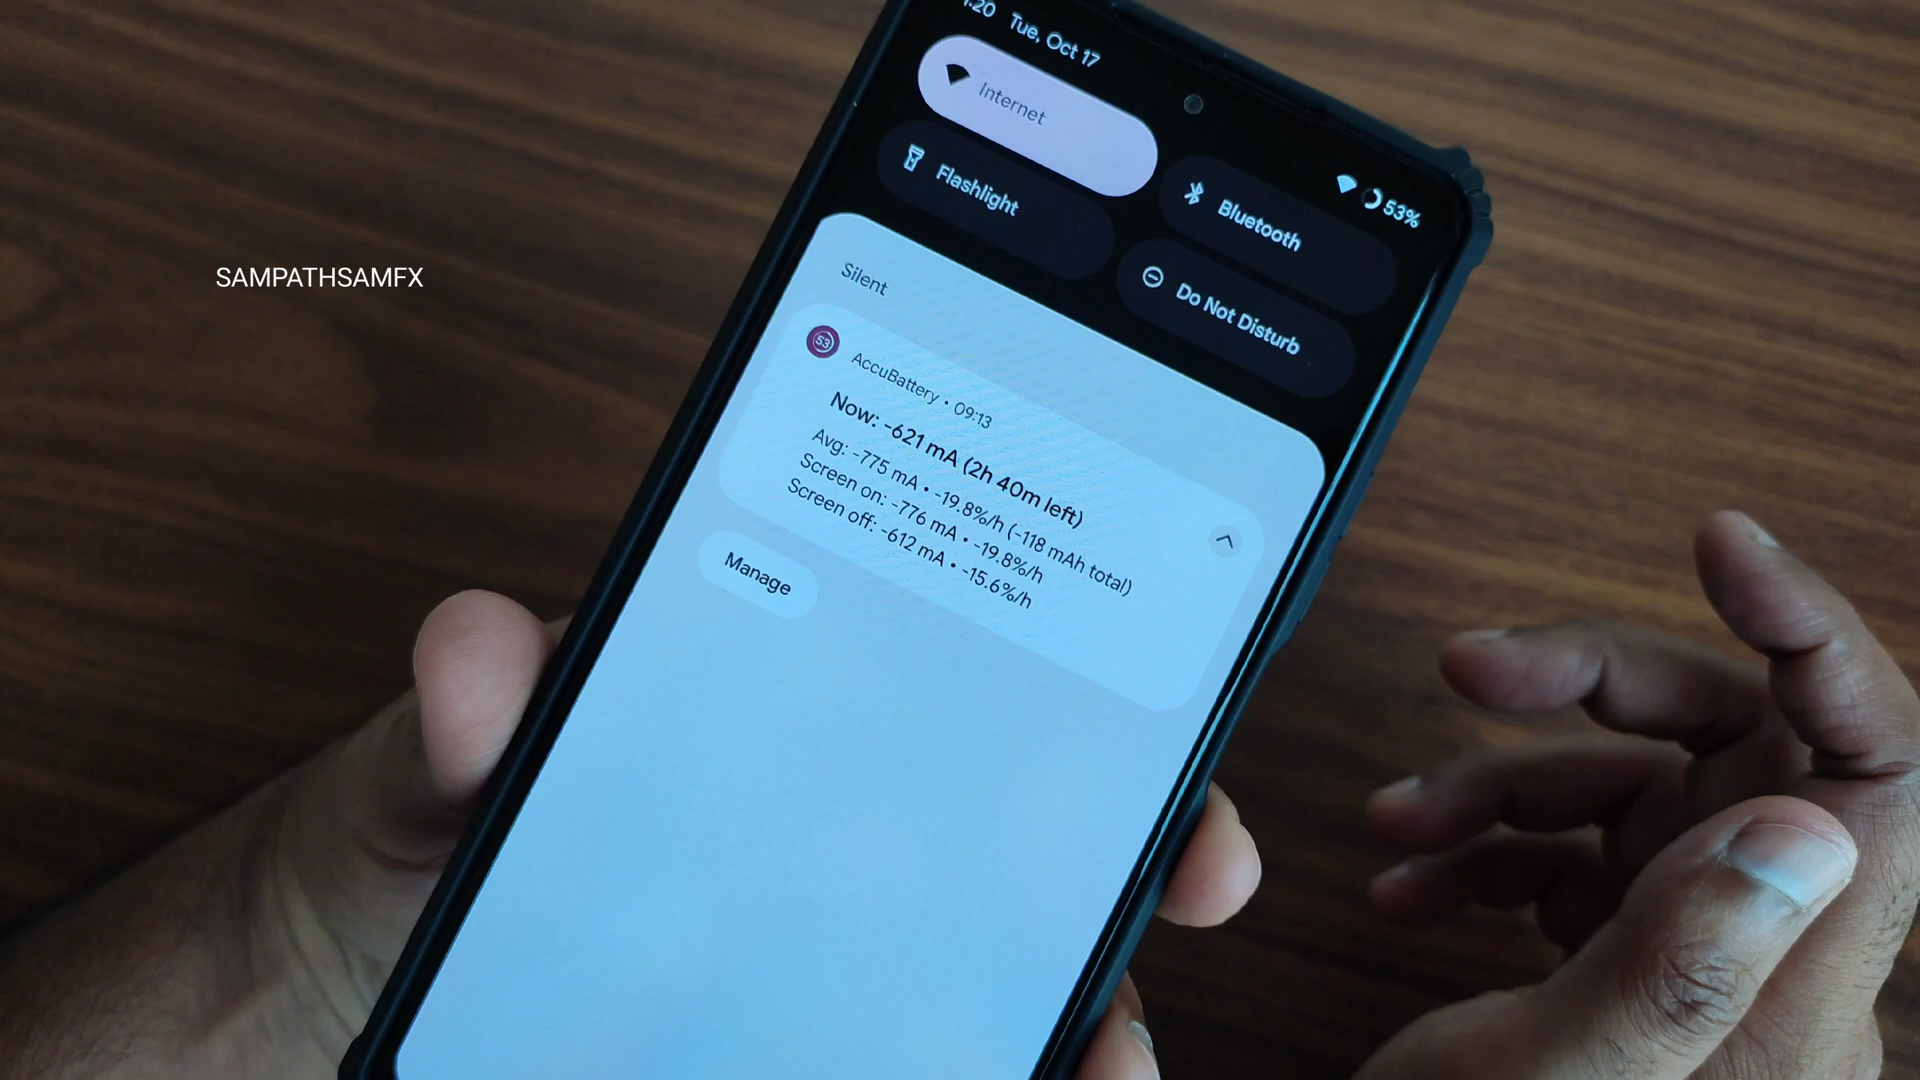 Tue, Oct 17
53%
Internet
Bluetooth
Flashlight
Do Not Disturb
SAMPATHSAMFX
Silent
53
AccuBattery • 09:13
Now: -621 mA (2h 40m left)
Avg: -775 mA • -19.8%/h (-118 mAh total)
Screen on: -776 mA • -19.8%/h
Screen off: -612 mA • -15.6%/h
Manage